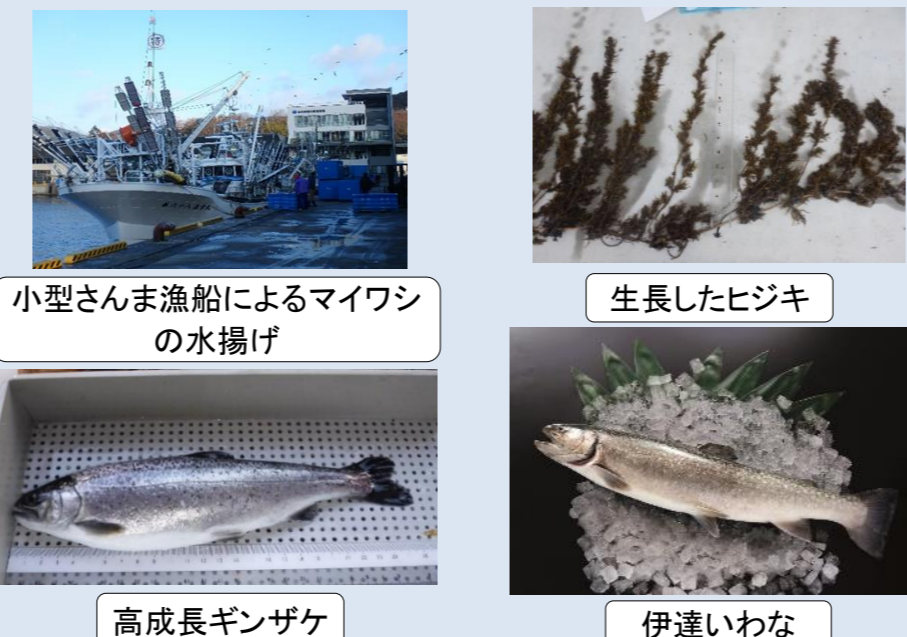 小型さんま漁船によるマイワシ
の水揚げ
生長したヒジキ
高成長ギンザケ
伊達いわな